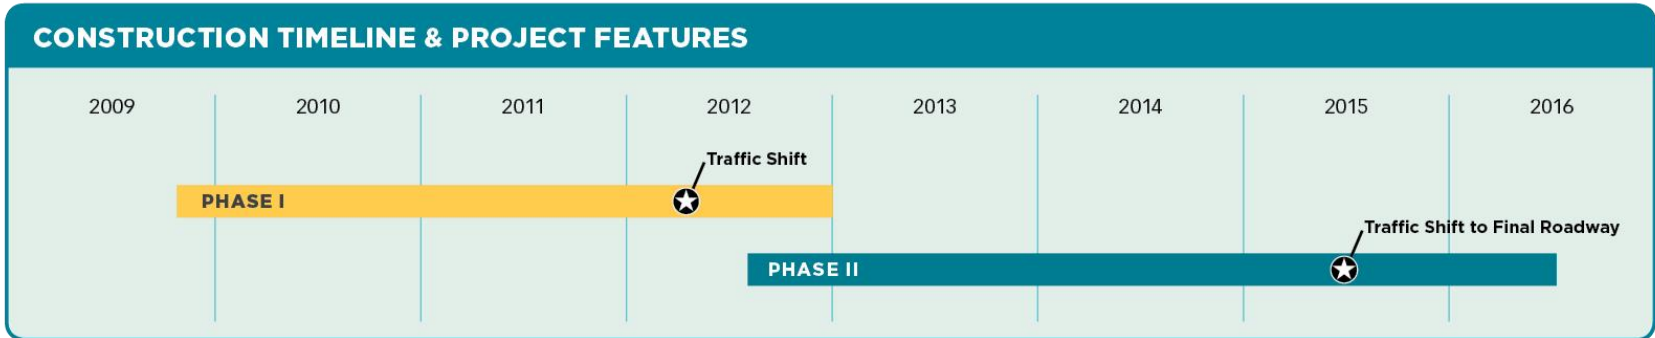 CONSTRUCTION TIMELINE & PROJECT FEATURES
2009 2010 2011 2012 2013 2014 2015 2016
Traffic Shift
PHASE I
Traffic Shift to Final Roadway
PHASE II